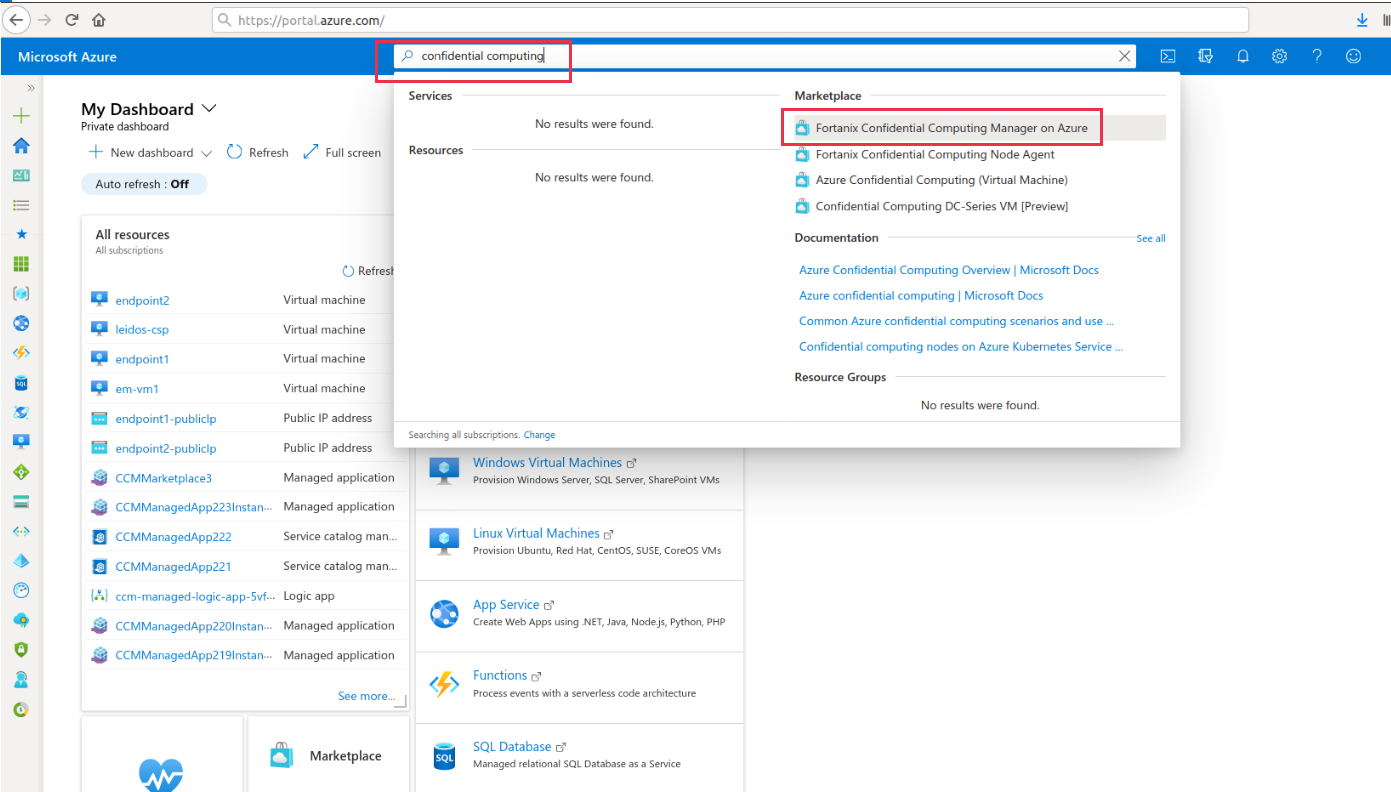 https://portal.azure.com/
Microsoft Azure
confidential computing
My Dashboard
Private dashboard
New dashboard
Refresh
Full screen
Auto refresh : Off
Services
No results were found.
Resources
No results were found.
Marketplace
Fortanix Confidential Computing Manager on Azure
Fortanix Confidential Computing Node Agent
Azure Confidential Computing (Virtual Machine)
Confidential Computing DC-Series VM [Preview]
Documentation
See all
Azure Confidential Computing Overview | Microsoft Docs
Azure confidential computing | Microsoft Docs
Common Azure confidential computing scenarios and use ...
Confidential computing nodes on Azure Kubernetes Service ...
Resource Groups
No results were found.
Searching all subscriptions. Change
All resources
All subscriptions
Refresh
endpoint2 Virtual machine
leidos-csp Virtual machine
endpoint1 Virtual machine
em-vm1 Virtual machine
endpoint1-publicIp Public IP address
endpoint2-publicIp Public IP address
CCMMarketplace3 Managed application
CCMManagedApp223Instan... Managed application
CCMManagedApp222 Service catalog man...
CCMManagedApp221 Service catalog man...
ccm-managed-logic-app-5vf... Logic app
CCMManagedApp220Instan... Managed application
CCMManagedApp219Instan... Managed application
See more...
Marketplace
Windows Virtual Machines
Provision Windows Server, SQL Server, SharePoint VMs
Linux Virtual Machines
Provision Ubuntu, Red Hat, CentOS, SUSE, CoreOS VMs
App Service
Create Web Apps using .NET, Java, Node.js, Python, PHP
Functions
Process events with a serverless code architecture
SQL
SQL Database
Managed relational SQL Database as a Service
SQL